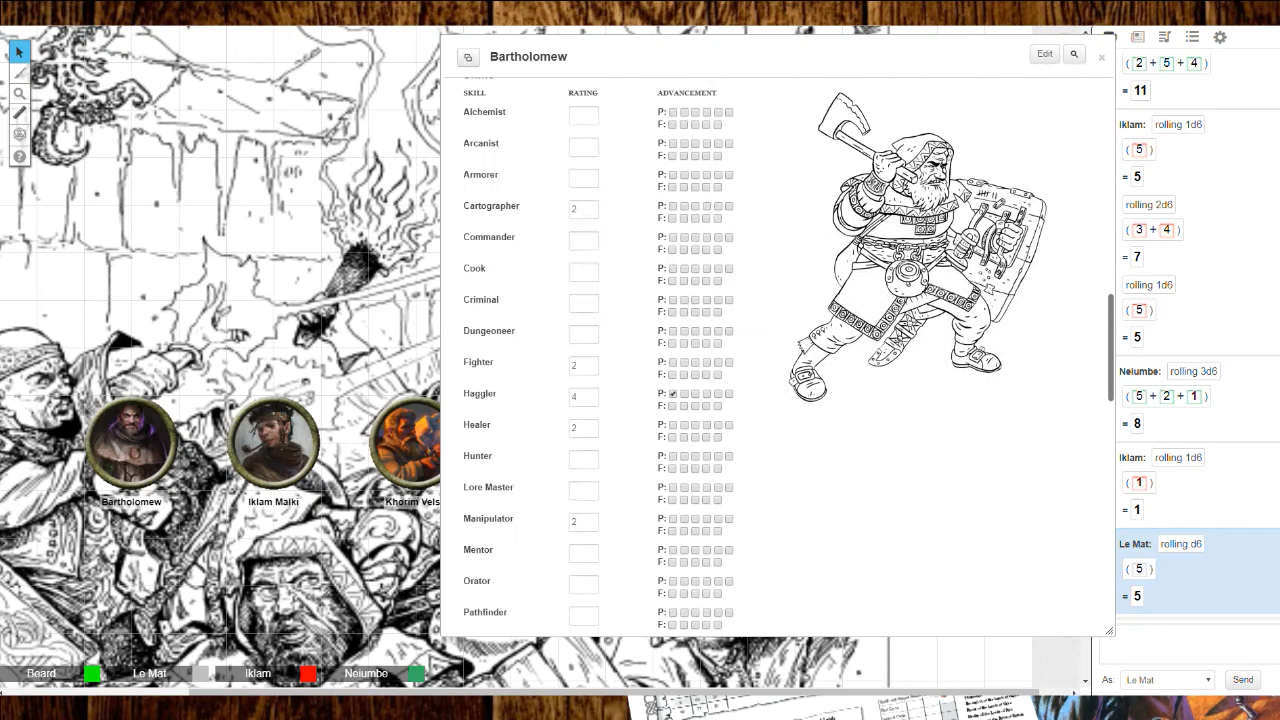 Bartholomew
Edit
SKILL RATING ADVANCEMENT
Alchemist P:
F:
Arcanist P:
F:
Armorer P:
F:
Cartographer 2 P:
F:
Commander P:
F:
Cook P:
F:
Criminal P:
F:
Dungeoneer P:
F:
Fighter 2 P:
F:
Haggler 4 P:
F:
Healer 2 P:
F:
Hunter P:
F:
Lore Master P:
F:
Manipulator 2 P:
F:
Mentor P:
F:
Orator P:
F:
Pathfinder P:
F:
Bartholomew
Iklam Malki
Khorim Vels
Beard
Le Mat
Iklam
Neiumbe
( 2 + 5 + 4 )
= 11
Iklam: rolling 1d6
( 5 )
= 5
rolling 2d6
( 3 + 4 )
= 7
rolling 1d6
( 5 )
= 5
Neiumbe: rolling 3d6
( 5 + 2 + 1 )
= 8
Iklam: rolling 1d6
( 1 )
= 1
Le Mat: rolling d6
( 5 )
= 5
As Le Mat Send